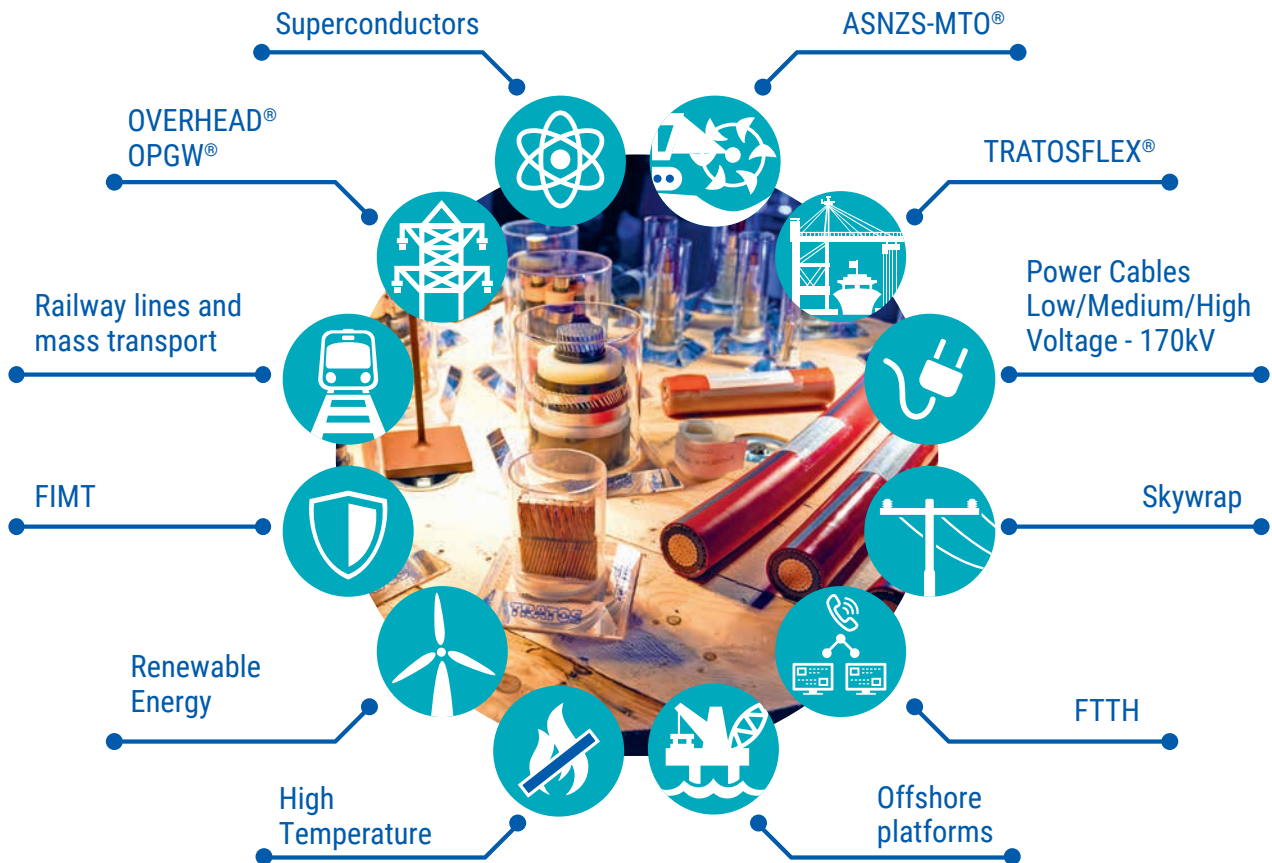 Superconductors
ASNZS-MTO®
OVERHEAD®
OPGW®
TRATOSFLEX®
Railway lines and
mass transport
Power Cables
Low/Medium/High
Voltage - 170kV
FIMT
Skywrap
Renewable
Energy
FTTH
High
Temperature
Offshore
platforms
TRATOS